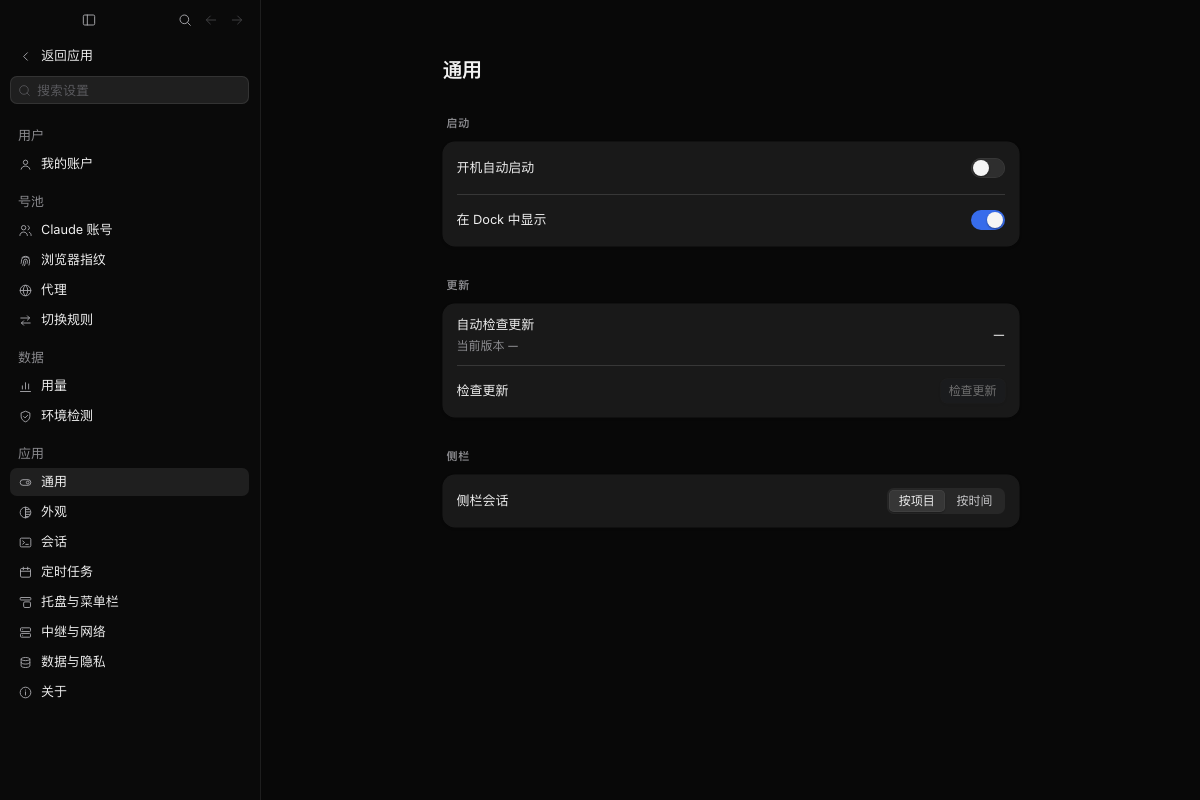 返回应用
搜索设置
用户
我的账户
号池
Claude 账号
浏览器指纹
代理
切换规则
数据
用量
环境检测
应用
通用
外观
会话
定时任务
托盘与菜单栏
中继与网络
数据与隐私
关于
通用
启动
开机自动启动
在 Dock 中显示
更新
自动检查更新
当前版本 —
—
检查更新
检查更新
侧栏
侧栏会话
按项目
按时间